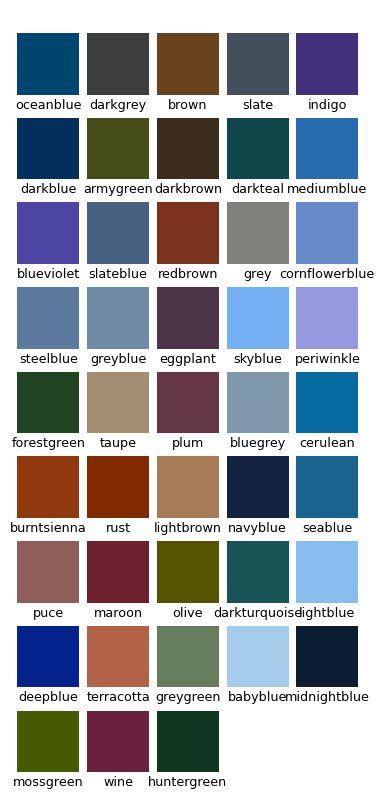 oceanblue darkgrey brown slate indigo
darkblue armygreen darkbrown darkteal mediumblue
blueviolet slateblue redbrown grey cornflowerblue
steelblue greyblue eggplant skyblue periwinkle
forestgreen taupe plum bluegrey cerulean
burntsienna rust lightbrown navyblue seablue
puce maroon olive darkturquoise lightblue
deepblue terracotta greygreen babyblue midnightblue
mossgreen wine huntergreen